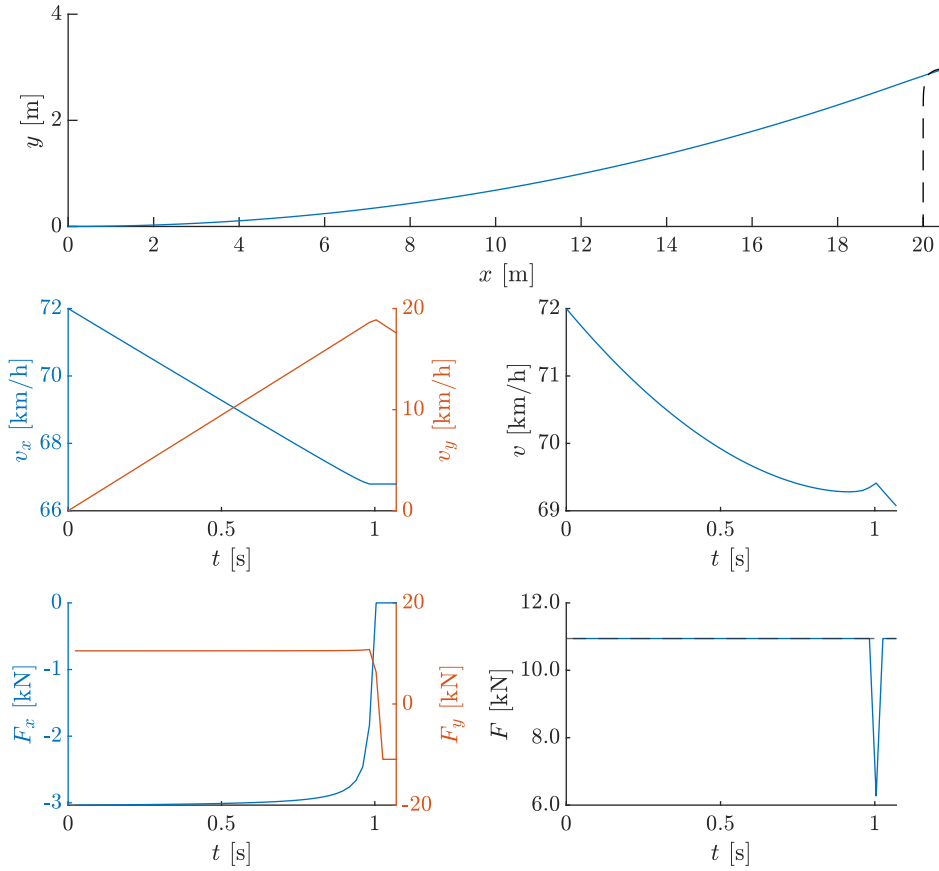 4
2
0
y [m]
0 2 4 6 8 10 12 14 16 18 20
x [m]
72
70
68
66
v_x [km/h]
20
10
0
v_y [km/h]
0 0.5 1
t [s]
72
71
70
69
v [km/h]
0 0.5 1
t [s]
0
-1
-2
-3
F_x [kN]
20
0
-20
F_y [kN]
0 0.5 1
t [s]
12.0
10.0
8.0
6.0
F [kN]
0 0.5 1
t [s]